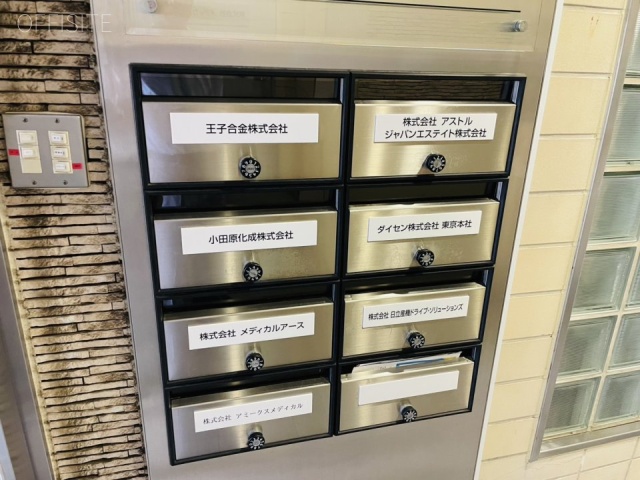 OFFISITE
王子合金株式会社
株式会社 アストル
ジャパンエステイト株式会社
小田原化成株式会社
ダイセン株式会社 東京本社
株式会社 メディカルアース
株式会社 日立産機ドライブ・ソリューションズ
株式会社 アミークスメディカル